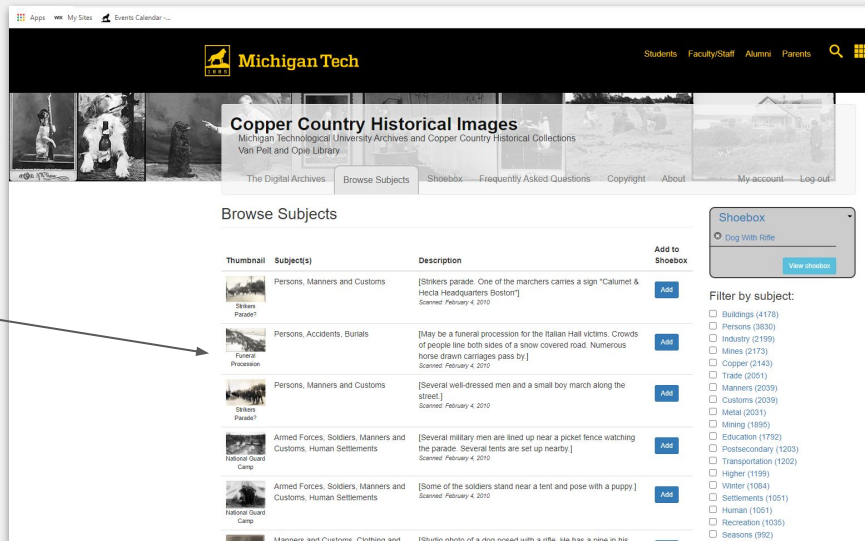 Apps WIX My Sites Events Calendar -...
1885
Michigan Tech
Students Faculty/Staff Alumni Parents
Copper Country Historical Images
Michigan Technological University Archives and Copper Country Historical Collections
Van Pelt and Opie Library
The Digital Archives Browse Subjects Shoebox Frequently Asked Questions Copyright About My account Log out
Browse Subjects
Thumbnail Subject(s) Description Add to Shoebox
Persons, Manners and Customs
[Strikers parade. One of the marchers carries a sign "Calumet &
Hecla Headquarters Boston"]
Scanned: February 4, 2010
Add
Strikers
Parade?
Persons, Accidents, Burials
[May be a funeral procession for the Italian Hall victims. Crowds
of people line both sides of a snow covered road. Numerous
horse drawn carriages pass by.]
Scanned: February 4, 2010
Add
Funeral
Procession
Persons, Manners and Customs
[Several well-dressed men and a small boy march along the
street.]
Scanned: February 4, 2010
Add
Strikers
Parade?
Armed Forces, Soldiers, Manners and
Customs, Human Settlements
[Several military men are lined up near a picket fence watching
the parade. Several tents are set up nearby.]
Scanned: February 4, 2010
Add
National Guard
Camp
Armed Forces, Soldiers, Manners and
Customs, Human Settlements
[Some of the soldiers stand near a tent and pose with a puppy.]
Scanned: February 4, 2010
Add
National Guard
Camp
Manners and Customs, Clothing and
[Studio photo of a dog posed with a rifle. He has a pipe in his
Shoebox
Dog With Rifle
View shoebox
Filter by subject:
Buildings (4178)
Persons (3830)
Industry (2199)
Mines (2173)
Copper (2143)
Trade (2051)
Manners (2039)
Customs (2039)
Metal (2031)
Mining (1895)
Education (1792)
Postsecondary (1203)
Transportation (1202)
Higher (1199)
Winter (1084)
Settlements (1051)
Human (1051)
Recreation (1035)
Seasons (992)